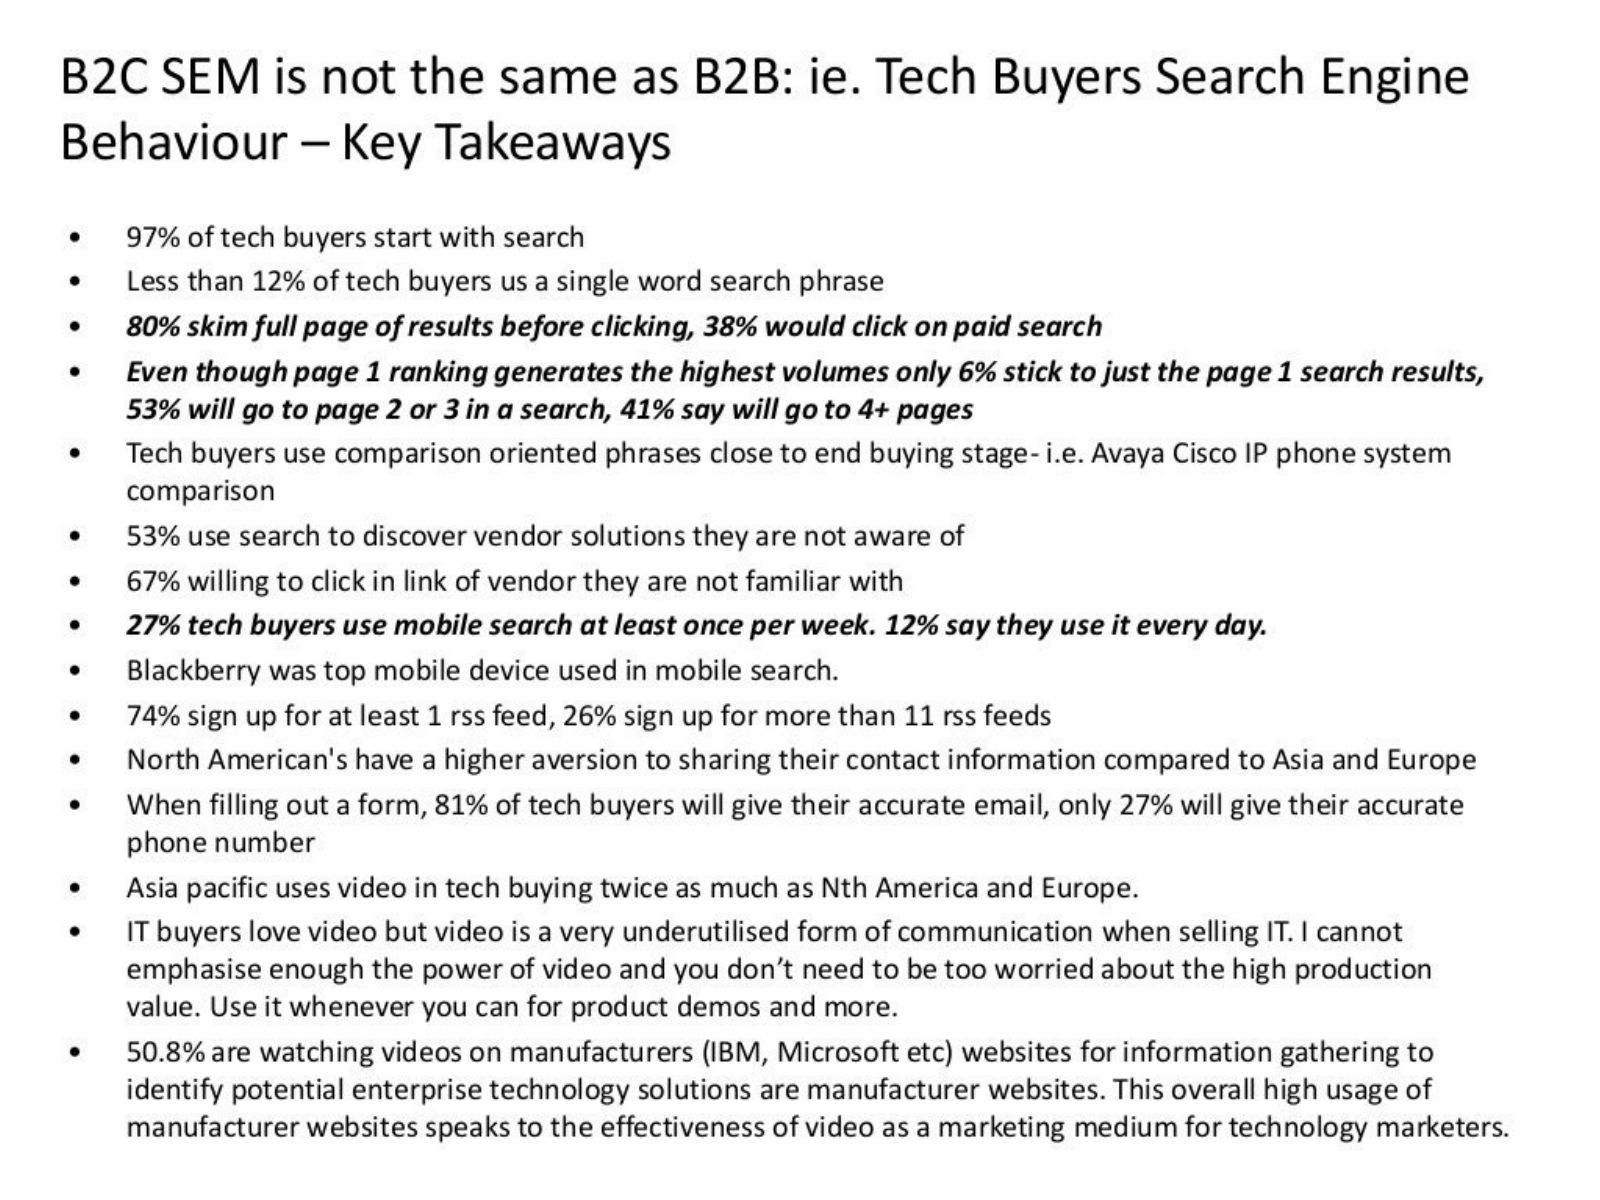 B2C SEM is not the same as B2B: ie. Tech Buyers Search Engine
Behaviour – Key Takeaways
• 97% of tech buyers start with search
• Less than 12% of tech buyers us a single word search phrase
• 80% skim full page of results before clicking, 38% would click on paid search
• Even though page 1 ranking generates the highest volumes only 6% stick to just the page 1 search results,
53% will go to page 2 or 3 in a search, 41% say will go to 4+ pages
• Tech buyers use comparison oriented phrases close to end buying stage- i.e. Avaya Cisco IP phone system
comparison
• 53% use search to discover vendor solutions they are not aware of
• 67% willing to click in link of vendor they are not familiar with
• 27% tech buyers use mobile search at least once per week. 12% say they use it every day.
• Blackberry was top mobile device used in mobile search.
• 74% sign up for at least 1 rss feed, 26% sign up for more than 11 rss feeds
• North American's have a higher aversion to sharing their contact information compared to Asia and Europe
• When filling out a form, 81% of tech buyers will give their accurate email, only 27% will give their accurate
phone number
• Asia pacific uses video in tech buying twice as much as Nth America and Europe.
• IT buyers love video but video is a very underutilised form of communication when selling IT. I cannot
emphasise enough the power of video and you don’t need to be too worried about the high production
value. Use it whenever you can for product demos and more.
• 50.8% are watching videos on manufacturers (IBM, Microsoft etc) websites for information gathering to
identify potential enterprise technology solutions are manufacturer websites. This overall high usage of
manufacturer websites speaks to the effectiveness of video as a marketing medium for technology marketers.